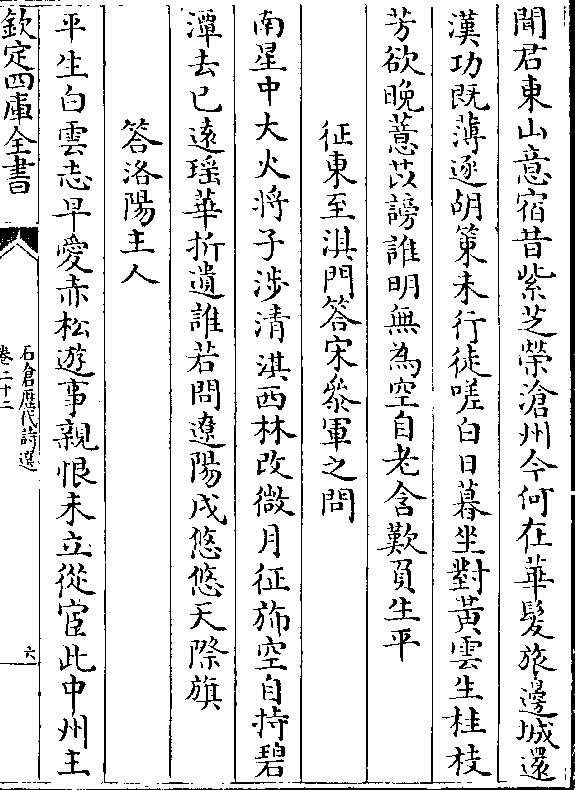 聞君東山意宿昔紫芝榮滄州今何在華髮旅邊城還
漢功既薄逐胡策未行徒嗟白日暮坐對黃雲生桂枝
芳欲晚薏苡謗誰明無為空自老含歎負生平
征東至淇門答宋叅軍之問
南星中大火將子涉清淇西林改微月征斾空自持碧
潭去已遠瑶華折遺誰若問遼陽戍悠悠天際旗
答洛陽主人
平生白雲志早愛赤松遊事親恨未立從宦此中州主
欽定四庫全書
石倉歷代詩選
卷二十二
六